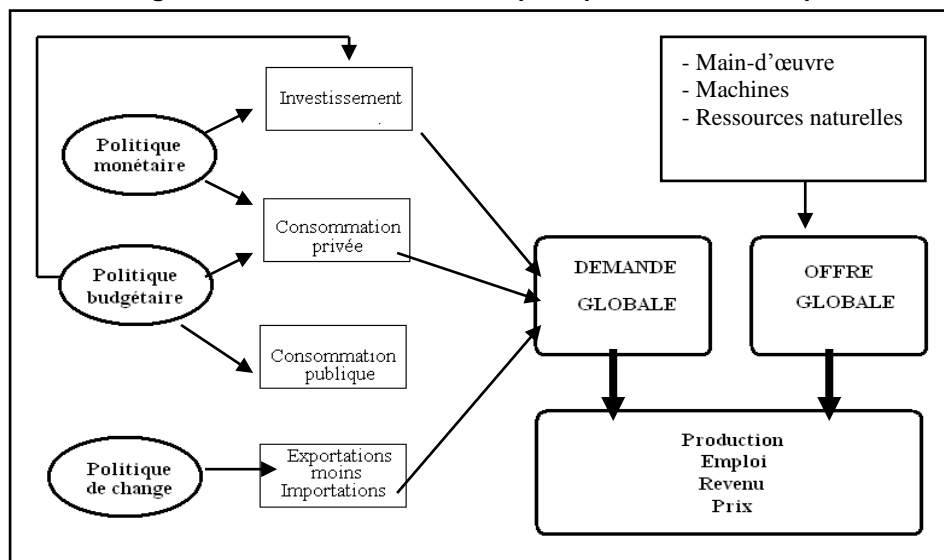 Investissement
Politique
monétaire
Consommation
privée
Politique
budgétaire
Consommation
publique
Politique
de change
Exportations
moins
Importations
- Main-d’œuvre
- Machines
- Ressources naturelles
DEMANDE
GLOBALE
OFFRE
GLOBALE
Production
Emploi
Revenu
Prix